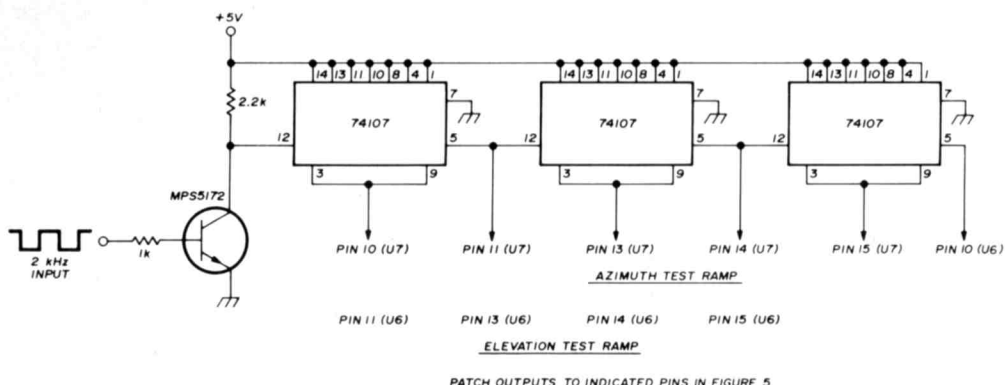 +5V
14 13 11 10 8 4 1
14 13 11 10 8 4 1
14 13 11 10 8 4 1
2.2k
7
7
7
74107
74107
74107
12
5
12
5
12
5
3
9
3
9
3
9
MPS5172
1k
2 kHz
INPUT
PIN 10 (U7)
PIN 11 (U7)
PIN 13 (U7)
PIN 14 (U7)
PIN 15 (U7)
PIN 10 (U6)
AZIMUTH TEST RAMP
PIN 11 (U6)
PIN 13 (U6)
PIN 14 (U6)
PIN 15 (U6)
ELEVATION TEST RAMP
PATCH OUTPUTS TO INDICATED PINS IN FIGURE 5